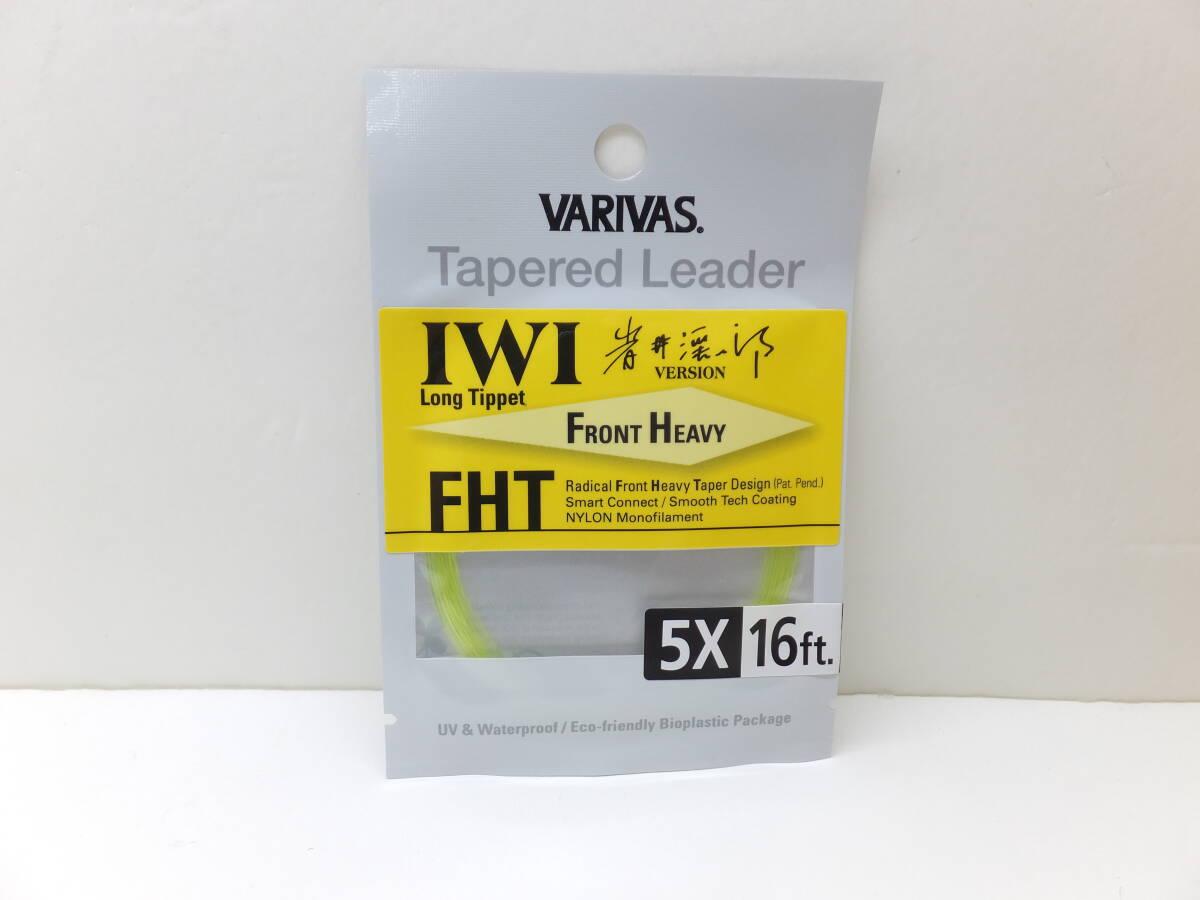 VARIVAS.
Tapered Leader
IWI 岩井渓一郎
VERSION
Long Tippet
FRONT HEAVY
FHT
Radical Front Heavy Taper Design (Pat. Pend.)
Smart Connect / Smooth Tech Coating
NYLON Monofilament
5X 16ft.
UV & Waterproof / Eco-friendly Bioplastic Package